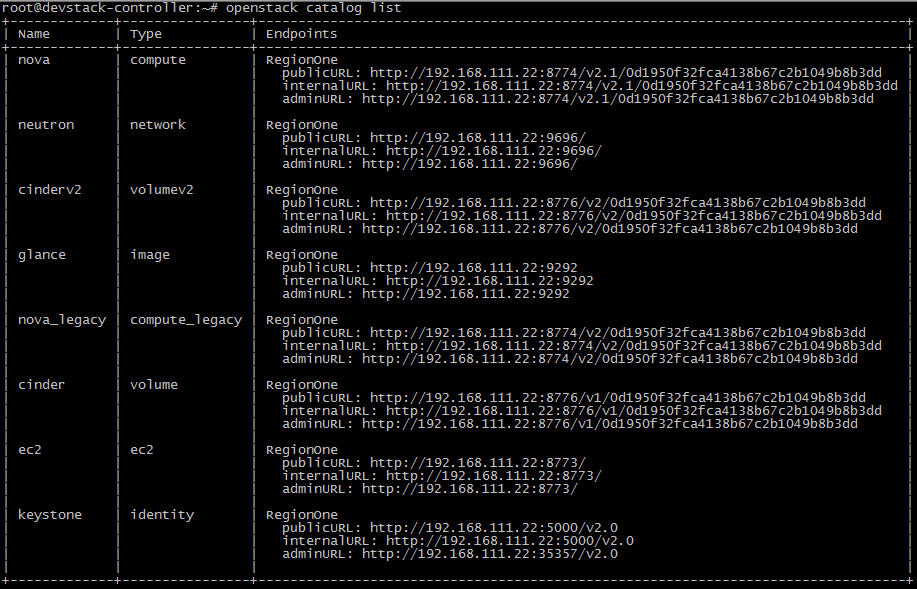 root@devstack-controller:~# openstack catalog list
+-------------+----------------+--------------------------------------------------------------------------------+
| Name | Type | Endpoints |
+-------------+----------------+--------------------------------------------------------------------------------+
| nova | compute | RegionOne |
| | | publicURL: http://192.168.111.22:8774/v2.1/0d1950f32fca4138b67c2b1049b8b3dd |
| | | internalURL: http://192.168.111.22:8774/v2.1/0d1950f32fca4138b67c2b1049b8b3dd |
| | | adminURL: http://192.168.111.22:8774/v2.1/0d1950f32fca4138b67c2b1049b8b3dd |
| | | |
| neutron | network | RegionOne |
| | | publicURL: http://192.168.111.22:9696/ |
| | | internalURL: http://192.168.111.22:9696/ |
| | | adminURL: http://192.168.111.22:9696/ |
| | | |
| cinderv2 | volumev2 | RegionOne |
| | | publicURL: http://192.168.111.22:8776/v2/0d1950f32fca4138b67c2b1049b8b3dd |
| | | internalURL: http://192.168.111.22:8776/v2/0d1950f32fca4138b67c2b1049b8b3dd |
| | | adminURL: http://192.168.111.22:8776/v2/0d1950f32fca4138b67c2b1049b8b3dd |
| | | |
| glance | image | RegionOne |
| | | publicURL: http://192.168.111.22:9292 |
| | | internalURL: http://192.168.111.22:9292 |
| | | adminURL: http://192.168.111.22:9292 |
| | | |
| nova_legacy | compute_legacy | RegionOne |
| | | publicURL: http://192.168.111.22:8774/v2/0d1950f32fca4138b67c2b1049b8b3dd |
| | | internalURL: http://192.168.111.22:8774/v2/0d1950f32fca4138b67c2b1049b8b3dd |
| | | adminURL: http://192.168.111.22:8774/v2/0d1950f32fca4138b67c2b1049b8b3dd |
| | | |
| cinder | volume | RegionOne |
| | | publicURL: http://192.168.111.22:8776/v1/0d1950f32fca4138b67c2b1049b8b3dd |
| | | internalURL: http://192.168.111.22:8776/v1/0d1950f32fca4138b67c2b1049b8b3dd |
| | | adminURL: http://192.168.111.22:8776/v1/0d1950f32fca4138b67c2b1049b8b3dd |
| | | |
| ec2 | ec2 | RegionOne |
| | | publicURL: http://192.168.111.22:8773/ |
| | | internalURL: http://192.168.111.22:8773/ |
| | | adminURL: http://192.168.111.22:8773/ |
| | | |
| keystone | identity | RegionOne |
| | | publicURL: http://192.168.111.22:5000/v2.0 |
| | | internalURL: http://192.168.111.22:5000/v2.0 |
| | | adminURL: http://192.168.111.22:35357/v2.0 |
| | | |
+-------------+----------------+--------------------------------------------------------------------------------+